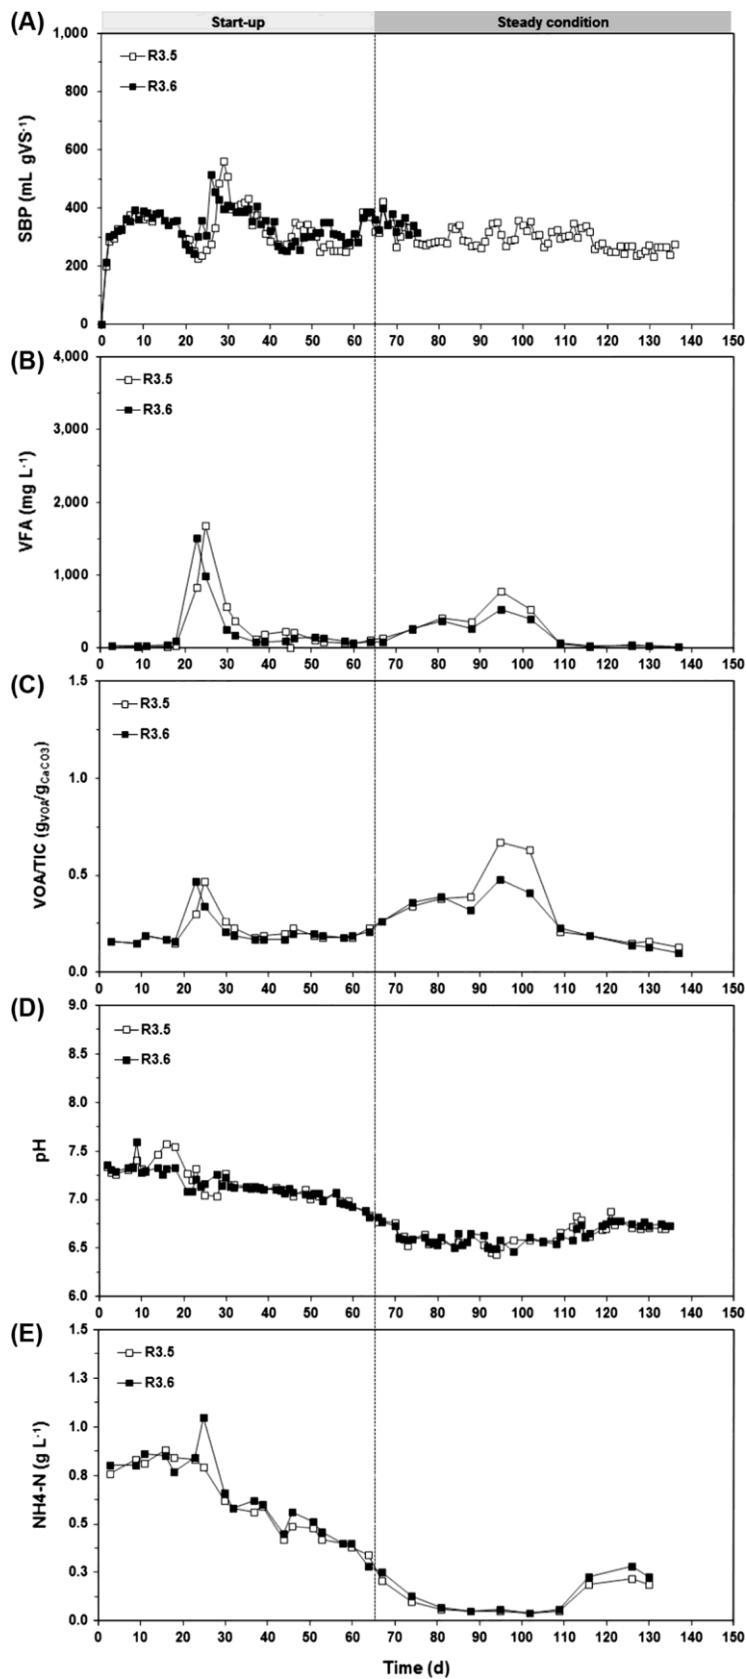 (A)
Start-up Steady condition
1,000
800
600
400
200
0
SBP (mL gVS-1)
R3.5
R3.6
0 10 20 30 40 50 60 70 80 90 100 110 120 130 140 150
(B)
4,000
3,000
2,000
1,000
0
VFA (mg L-1)
R3.5
R3.6
0 10 20 30 40 50 60 70 80 90 100 110 120 130 140 150
(C)
1.5
1.0
0.5
0.0
VOA/TIC (gVOA/gCaCO3)
R3.5
R3.6
0 10 20 30 40 50 60 70 80 90 100 110 120 130 140 150
(D)
9.0
8.5
8.0
7.5
7.0
6.5
6.0
pH
R3.5
R3.6
0 10 20 30 40 50 60 70 80 90 100 110 120 130 140 150
(E)
1.5
1.3
1.0
0.8
0.5
0.3
0.0
NH4-N (g L-1)
R3.5
R3.6
0 10 20 30 40 50 60 70 80 90 100 110 120 130 140 150
Time (d)